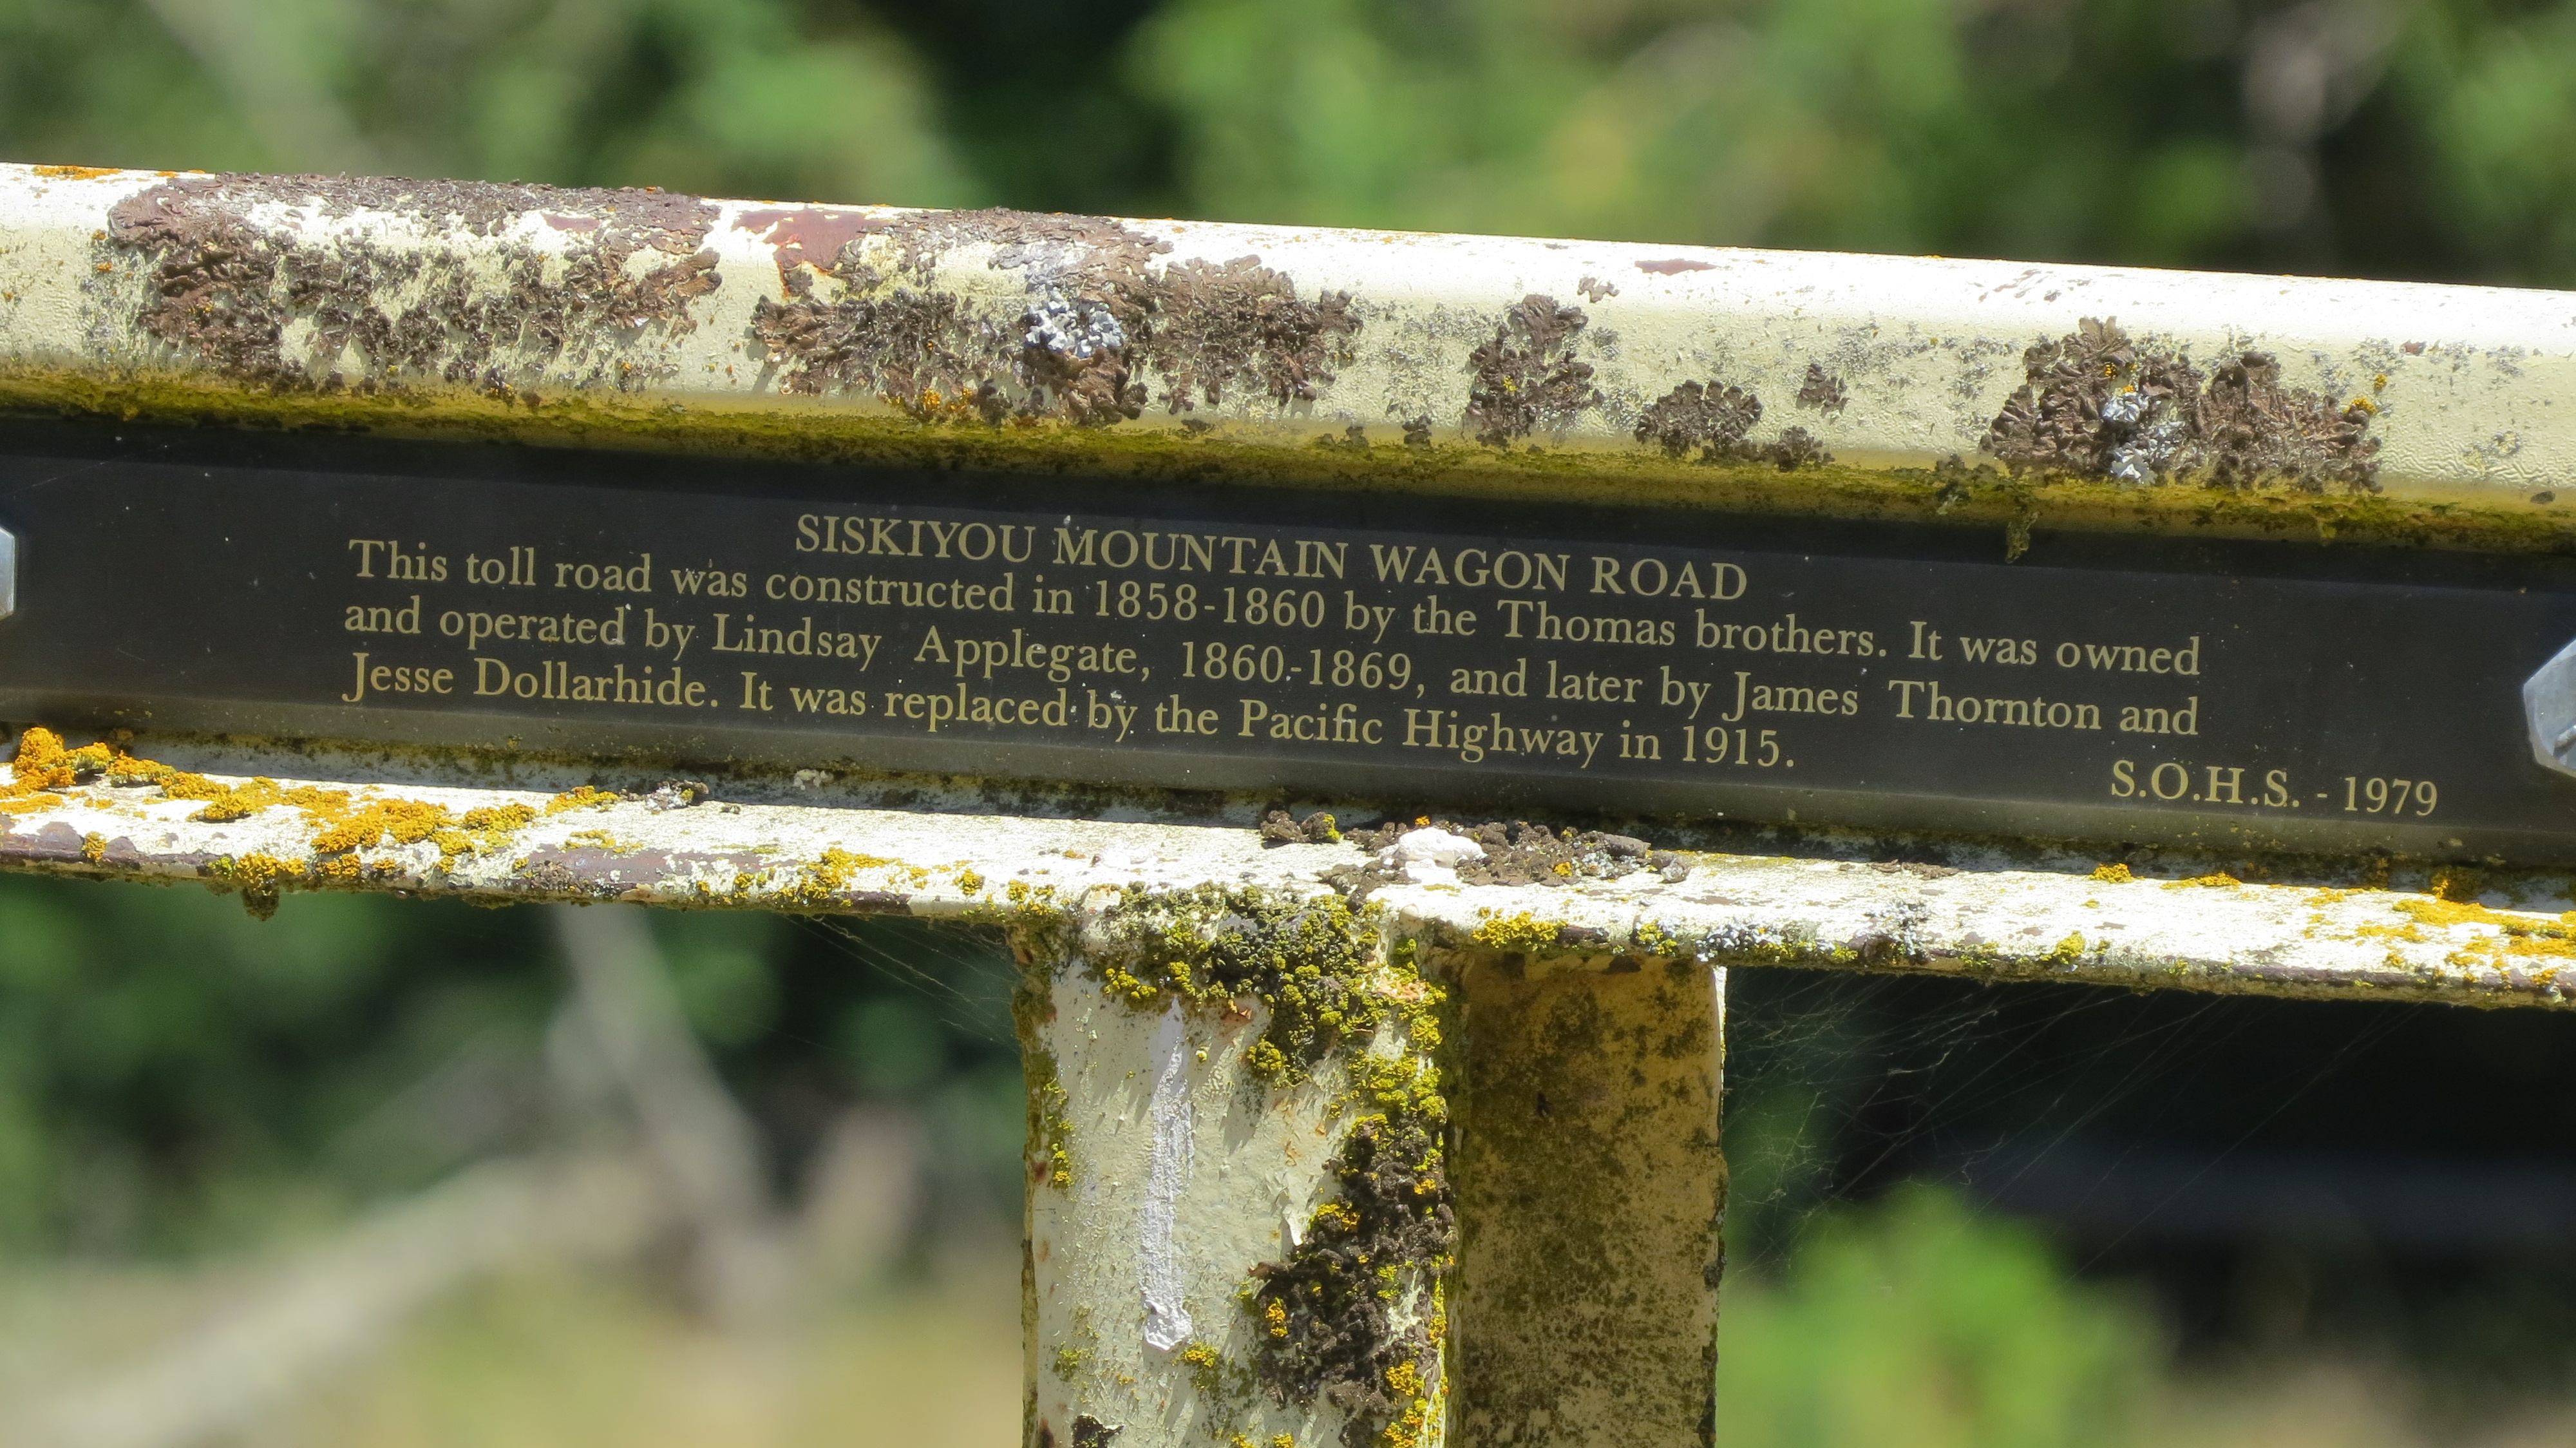 SISKIYOU MOUNTAIN WAGON ROAD
This toll road was constructed in 1858-1860 by the Thomas brothers. It was owned
and operated by Lindsay Applegate, 1860-1869, and later by James Thornton and
Jesse Dollarhide. It was replaced by the Pacific Highway in 1915.
S.O.H.S. - 1979